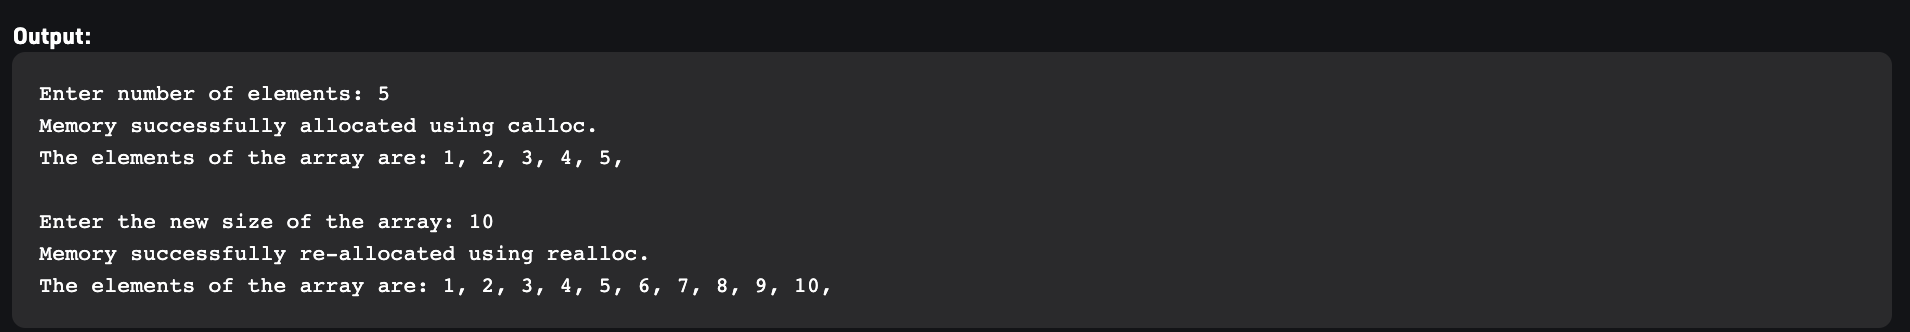 Output:
Enter number of elements: 5
Memory successfully allocated using calloc.
The elements of the array are: 1, 2, 3, 4, 5,
Enter the new size of the array: 10
Memory successfully re-allocated using realloc.
The elements of the array are: 1, 2, 3, 4, 5, 6, 7, 8, 9, 10,